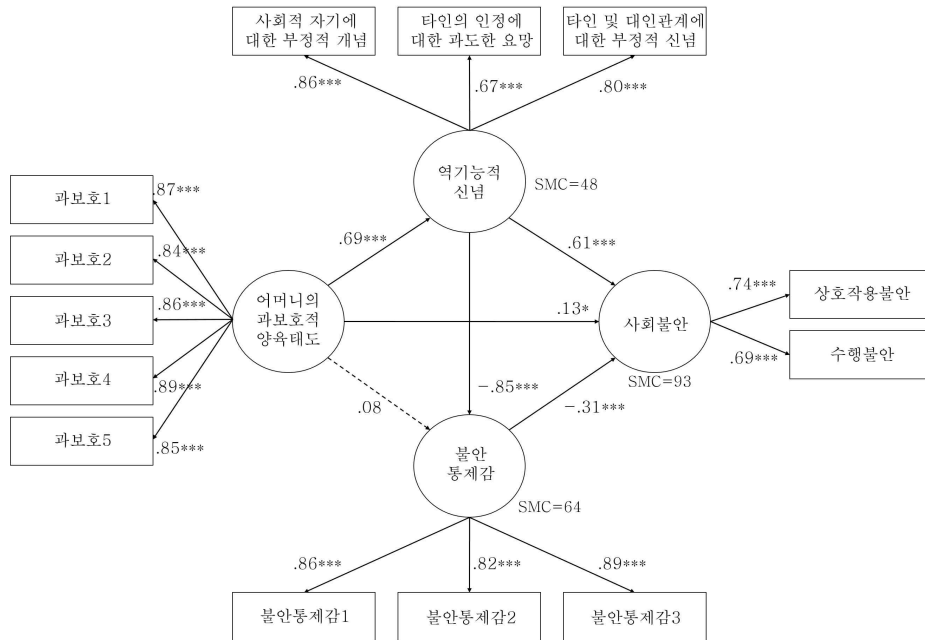 사회적 자기에
대한 부정적 개념
타인의 인정에
대한 과도한 요망
타인 및 대인관계에
대한 부정적 신념
.86***
.67***
.80***
역기능적
신념
SMC=48
과보호1
.87***
과보호2
.84***
과보호3
.86***
과보호4
.89***
과보호5
.85***
어머니의
과보호적
양육태도
.69***
.61***
.13*
.08
-.85***
-.31***
사회불안
SMC=93
.74***
상호작용불안
.69***
수행불안
불안
통제감
SMC=64
.86***
.82***
.89***
불안통제감1
불안통제감2
불안통제감3